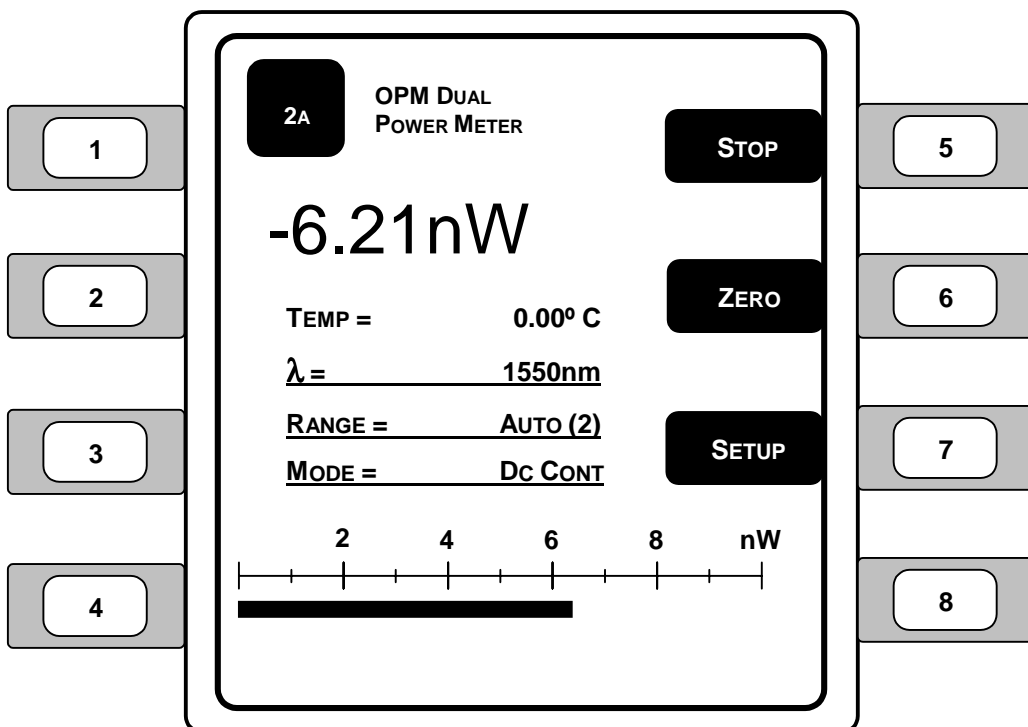 2A
OPM DUAL
POWER METER
1
STOP
5
-6.21nW
2
ZERO
6
TEMP = 0.00º C
λ = 1550nm
RANGE = AUTO (2)
3
SETUP
7
MODE = DC CONT
2 4 6 8 nW
4
8